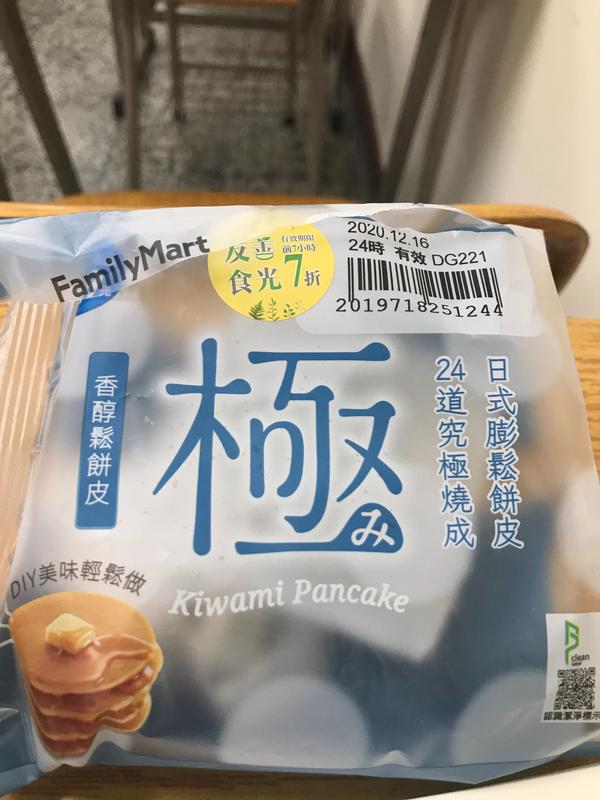 FamilyMart
友善
食光
有效期限
前7小時
7折
2020.12.16
24時 有效 DG221
2019718251244
香醇鬆餅皮
極み
日式膨鬆餅皮
24道究極燒成
Kiwami Pancake
DIY美味輕鬆做
clean
label
認識潔淨標示